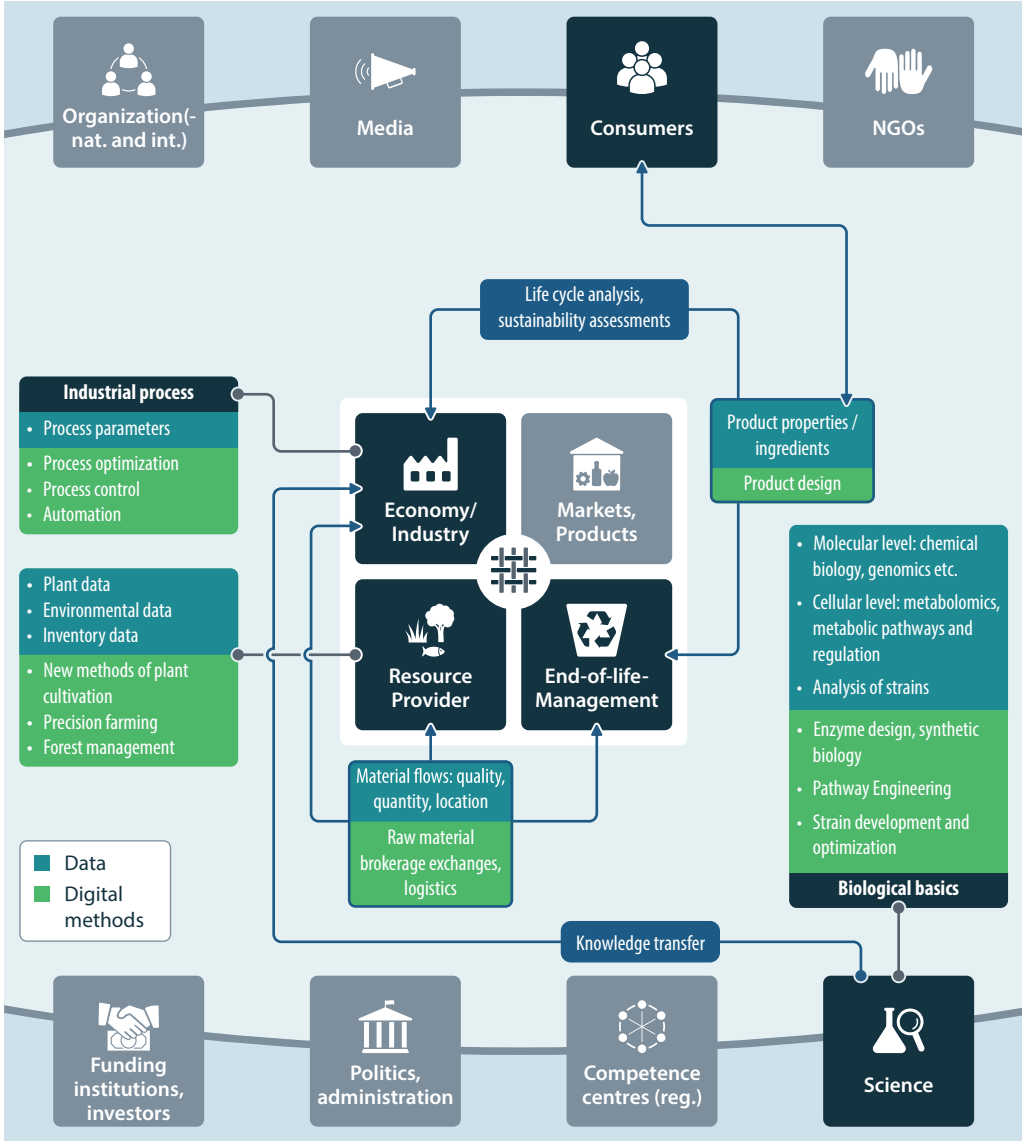 Organization(-
nat. and int.)
Media
Consumers
NGOs
Life cycle analysis,
sustainability assessments
Industrial process
• Process parameters
• Process optimization
• Process control
• Automation
Economy/
Industry
Markets,
Products
Product properties /
ingredients
Product design
• Plant data
• Environmental data
• Inventory data
• New methods of plant
cultivation
• Precision farming
• Forest management
Resource
Provider
End-of-life-
Management
• Molecular level: chemical
biology, genomics etc.
• Cellular level: metabolomics,
metabolic pathways and
regulation
• Analysis of strains
• Enzyme design, synthetic
biology
• Pathway Engineering
• Strain development and
optimization
Biological basics
Material flows: quality,
quantity, location
Raw material
brokerage exchanges,
logistics
Data
Digital
methods
Knowledge transfer
Funding
institutions,
investors
Politics,
administration
Competence
centres (reg.)
Science